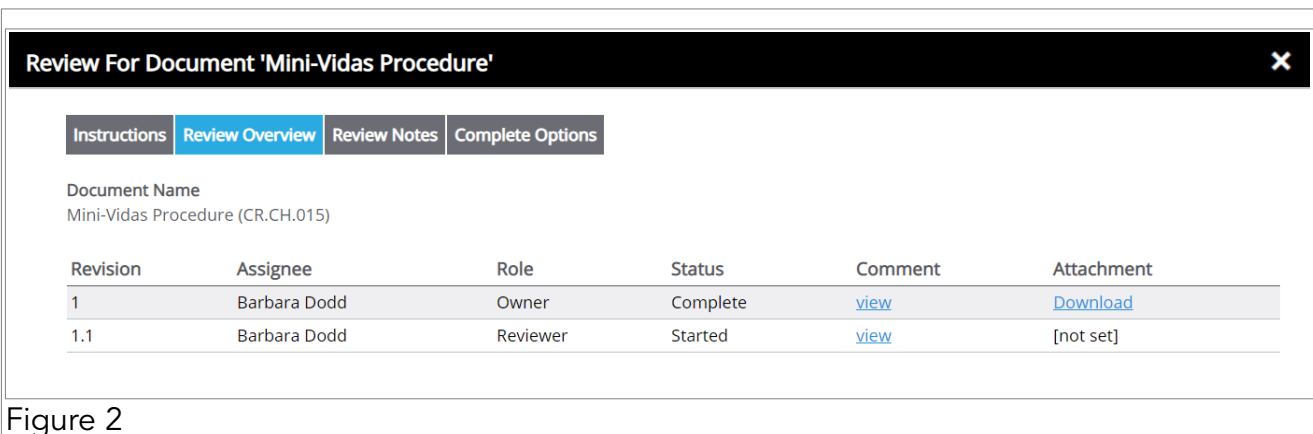 Review For Document 'Mini-Vidas Procedure' ×
Instructions Review Overview Review Notes Complete Options
Document Name
Mini-Vidas Procedure (CR.CH.015)
Revision Assignee Role Status Comment Attachment
1 Barbara Dodd Owner Complete view Download
1.1 Barbara Dodd Reviewer Started view [not set]
Figure 2